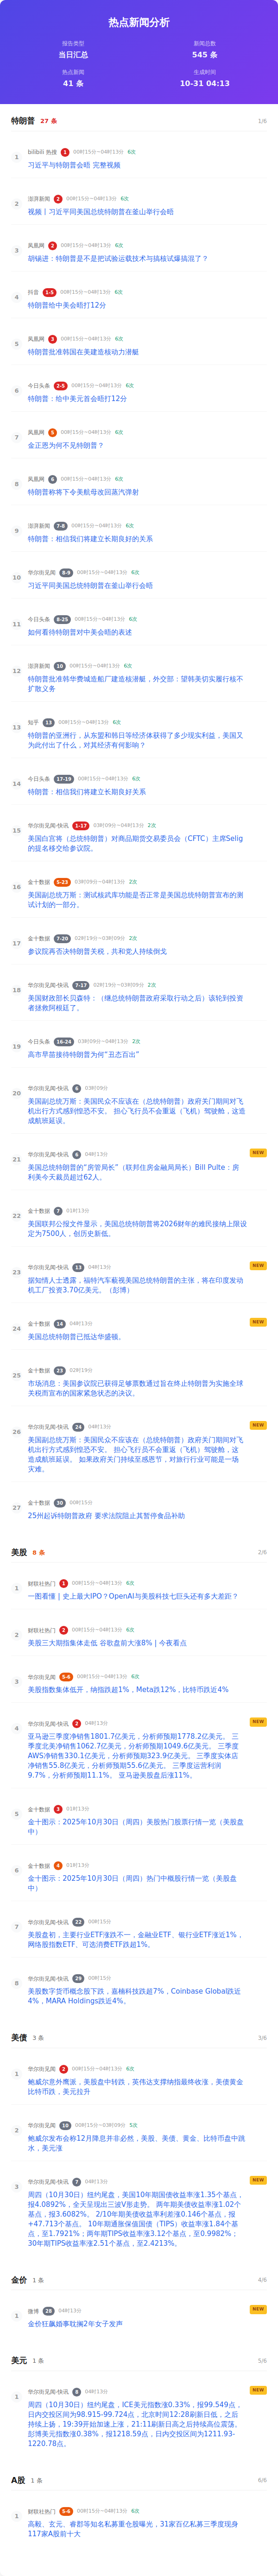 热点新闻分析
报告类型
当日汇总
新闻总数
545 条
热点新闻
41 条
生成时间
10-31 04:13
特朗普 27 条 1/6
1
bilibili 热搜 1 00时15分~04时13分 6次
习近平与特朗普会晤 完整视频
2
澎湃新闻 2 00时15分~04时13分 6次
视频丨习近平同美国总统特朗普在釜山举行会晤
3
凤凰网 2 00时15分~04时13分 6次
胡锡进：特朗普是不是把试验运载技术与搞核试爆搞混了？
4
抖音 1-5 00时15分~04时13分 6次
特朗普给中美会晤打12分
5
凤凰网 3 00时15分~04时13分 6次
特朗普批准韩国在美建造核动力潜艇
6
今日头条 2-5 00时15分~04时13分 6次
特朗普：给中美元首会晤打12分
7
凤凰网 5 00时15分~04时13分 6次
金正恩为何不见特朗普？
8
凤凰网 6 00时15分~04时13分 6次
特朗普称将下令美航母改回蒸汽弹射
9
澎湃新闻 7-8 00时15分~04时13分 6次
特朗普：相信我们将建立长期良好的关系
10
华尔街见闻 8-9 00时15分~04时13分 6次
习近平同美国总统特朗普在釜山举行会晤
11
今日头条 8-25 00时15分~04时13分 6次
如何看待特朗普对中美会晤的表述
12
澎湃新闻 10 00时15分~04时13分 6次
特朗普批准韩华费城造船厂建造核潜艇，外交部：望韩美切实履行核不
扩散义务
13
知乎 13 00时15分~04时13分 6次
特朗普的亚洲行，从东盟和韩日等经济体获得了多少现实利益，美国又
为此付出了什么，对其经济有何影响？
14
今日头条 17-19 00时15分~04时13分 6次
特朗普：相信我们将建立长期良好关系
15
华尔街见闻-快讯 1-17 03时09分~04时13分 2次
美国白宫将（总统特朗普）对商品期货交易委员会（CFTC）主席Selig
的提名移交给参议院。
16
金十数据 5-23 03时09分~04时13分 2次
美国副总统万斯：测试核武库功能是否正常是美国总统特朗普宣布的测
试计划的一部分。
17
金十数据 7-20 02时19分~03时09分 2次
参议院再否决特朗普关税，共和党人持续倒戈
18
华尔街见闻-快讯 7-17 02时19分~03时09分 2次
美国财政部长贝森特：（继总统特朗普政府采取行动之后）该轮到投资
者拯救阿根廷了。
19
今日头条 16-24 03时09分~04时13分 2次
高市早苗接待特朗普为何“丑态百出”
20
华尔街见闻-快讯 6 03时09分
美国副总统万斯：美国民众不应该在（总统特朗普）政府关门期间对飞
机出行方式感到惶恐不安。 担心飞行员不会重返（飞机）驾驶舱，这造
成航班延误。
21
华尔街见闻-快讯 6 04时13分 NEW
美国总统特朗普的“房管局长”（联邦住房金融局局长）Bill Pulte：房
利美今天裁员超过62人。
22
金十数据 7 01时13分
美国联邦公报文件显示，美国总统特朗普将2026财年的难民接纳上限设
定为7500人，创历史新低。
23
华尔街见闻-快讯 13 04时13分 NEW
据知情人士透露，福特汽车藐视美国总统特朗普的主张，将在印度发动
机工厂投资3.70亿美元。（彭博）
24
金十数据 14 04时13分 NEW
美国总统特朗普已抵达华盛顿。
25
金十数据 23 02时19分
市场消息：美国参议院已获得足够票数通过旨在终止特朗普为实施全球
关税而宣布的国家紧急状态的决议。
26
华尔街见闻-快讯 24 04时13分 NEW
美国副总统万斯：美国民众不应该在（总统特朗普）政府关门期间对飞
机出行方式感到惶恐不安。 担心飞行员不会重返（飞机）驾驶舱，这
造成航班延误。 如果政府关门持续至感恩节，对旅行行业可能是一场
灾难。
27
金十数据 30 00时15分
25州起诉特朗普政府 要求法院阻止其暂停食品补助
美股 8 条 2/6
1
财联社热门 1 00时15分~04时13分 6次
一图看懂 | 史上最大IPO？OpenAI与美股科技七巨头还有多大差距？
2
财联社热门 2 00时15分~04时13分 6次
美股三大期指集体走低 谷歌盘前大涨8% | 今夜看点
3
华尔街见闻 5-6 00时15分~04时13分 6次
美股指数集体低开，纳指跌超1%，Meta跌12%，比特币跌近4%
4
华尔街见闻-快讯 2 04时13分 NEW
亚马逊三季度净销售1801.7亿美元，分析师预期1778.2亿美元。 三季
度北美净销售1062.7亿美元，分析师预期1049.6亿美元。 三季度
AWS净销售330.1亿美元，分析师预期323.9亿美元。 三季度实体店
净销售55.8亿美元，分析师预期55.6亿美元。 三季度运营利润
9.7%，分析师预期11.1%。 亚马逊美股盘后涨11%。
5
金十数据 3 01时13分
金十图示：2025年10月30日（周四）美股热门股票行情一览（美股盘
中）
6
金十数据 4 01时13分
金十图示：2025年10月30日（周四）热门中概股行情一览（美股盘
中）
7
华尔街见闻-快讯 22 00时15分
美股盘初，主要行业ETF涨跌不一，金融业ETF、银行业ETF涨近1%，
网络股指数ETF、可选消费ETF跌超1%。
8
华尔街见闻-快讯 29 00时15分
美股数字货币概念股下跌，嘉楠科技跌超7%，Coinbase Global跌近
4%，MARA Holdings跌近4%。
美债 3 条 3/6
1
华尔街见闻 2 00时15分~04时13分 6次
鲍威尔意外鹰派，美股盘中转跌，英伟达支撑纳指最终收涨，美债黄金
比特币跌，美元拉升
2
华尔街见闻 10 00时15分~03时09分 5次
鲍威尔发布会称12月降息并非必然，美股、美债、黄金、比特币盘中跳
水，美元涨
3
华尔街见闻-快讯 7 04时13分 NEW
周四（10月30日）纽约尾盘，美国10年期国债收益率涨1.35个基点，
报4.0892%，全天呈现出三波V形走势。 两年期美债收益率涨1.02个
基点，报3.6082%。 2/10年期美债收益率利差涨0.146个基点，报
+47.713个基点。 10年期通胀保值国债（TIPS）收益率涨1.84个基
点，至1.7921%；两年期TIPS收益率涨3.12个基点，至0.9982%；
30年期TIPS收益率涨2.51个基点，至2.4213%。
金价 1 条 4/6
1
微博 28 04时13分 NEW
金价狂飙婚事耽搁2年女子发声
美元 1 条 5/6
1
华尔街见闻-快讯 9 04时13分 NEW
周四（10月30日）纽约尾盘，ICE美元指数涨0.33%，报99.549点，
日内交投区间为98.915-99.724点，北京时间12:28刷新日低，之后
持续上扬，19:39开始加速上涨，21:11刷新日高之后持续高位震荡。
彭博美元指数涨0.38%，报1218.59点，日内交投区间为1211.93-
1220.78点。
A股 1 条 6/6
1
财联社热门 5-6 00时15分~04时13分 6次
高毅、玄元、睿郡等知名私募重仓股曝光，31家百亿私募三季度现身
117家A股前十大